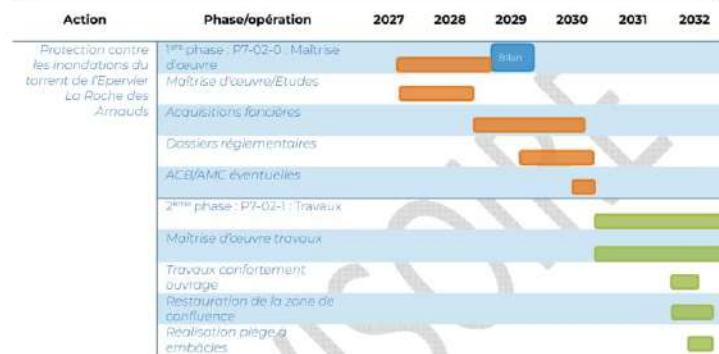 Action Phase/opération 2027 2028 2029 2030 2031 2032
Protection contre
les inondations du
torrent de l'Epervier
La Roche des
Arnauds
1ère phase : P7-02-0 : Maîtrise
d'œuvre
Bilan
Maîtrise d'œuvre/Etudes
Acquisitions foncières
Dossiers réglementaires
ACB/AMC éventuelles
2ème phase : P7-02-1 : Travaux
Maîtrise d'œuvre travaux
Travaux confortement
ouvrage
Restauration de la zone de
confluence
Réalisation piège à
embâcles